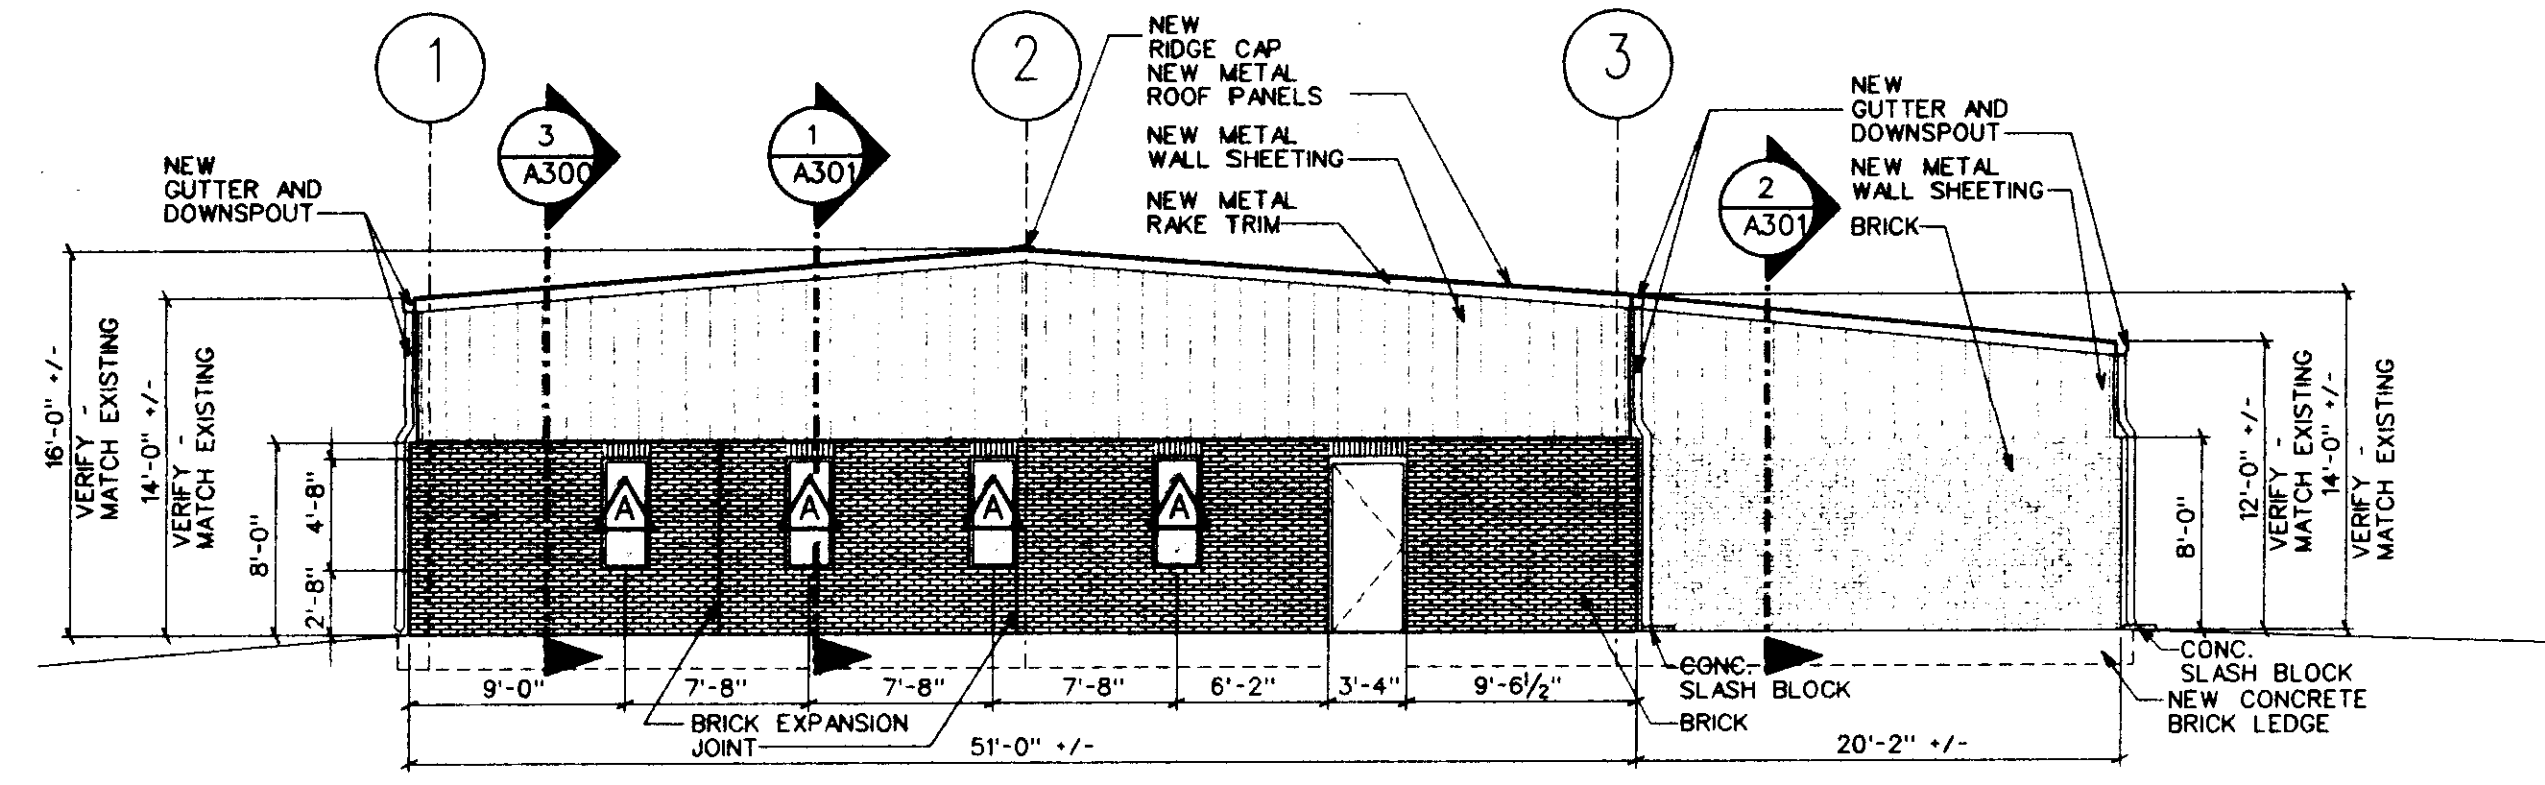 1
2
3
NEW
RIDGE CAP
NEW METAL
ROOF PANELS
NEW METAL
WALL SHEETING
NEW METAL
RAKE TRIM
NEW
GUTTER AND
DOWNSPOUT
NEW METAL
WALL SHEETING
BRICK
3
A300
1
A301
2
A301
NEW
GUTTER AND
DOWNSPOUT
16'-0" +/-
VERIFY -
MATCH EXISTING
14'-0" +/-
VERIFY -
MATCH EXISTING
8'-0"
4'-8"
2'-8"
A
A
A
A
8'-0"
12'-0" +/-
VERIFY -
MATCH EXISTING
14'-0" +/-
VERIFY -
MATCH EXISTING
9'-0"
7'-8"
7'-8"
7'-8"
6'-2"
3'-4"
9'-6 1/2"
CONC.
SLASH BLOCK
BRICK
CONC.
SLASH BLOCK
NEW CONCRETE
BRICK LEDGE
BRICK EXPANSION
JOINT
51'-0" +/-
20'-2" +/-